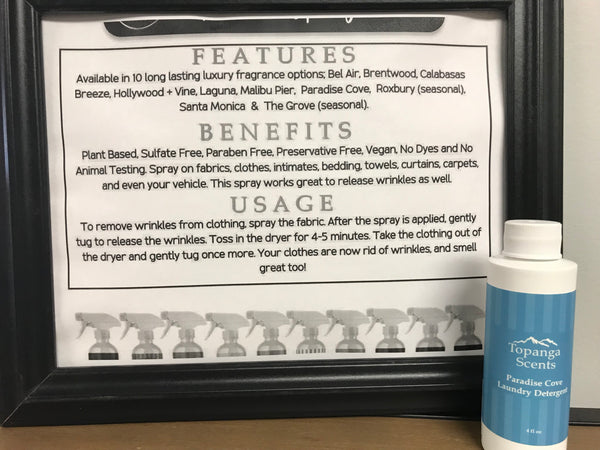 FEATURES
Available in 10 long lasting luxury fragrance options; Bel Air, Brentwood, Calabasas
Breeze, Hollywood + Vine, Laguna, Malibu Pier, Paradise Cove, Roxbury (seasonal),
Santa Monica & The Grove (seasonal).
BENEFITS
Plant Based, Sulfate Free, Paraben Free, Preservative Free, Vegan, No Dyes and No
Animal Testing. Spray on fabrics, clothes, intimates, bedding, towels, curtains, carpets,
and even your vehicle. This spray works great to release wrinkles as well.
USAGE
To remove wrinkles from clothing, spray the fabric. After the spray is applied, gently
tug to release the wrinkles. Toss in the dryer for 4-5 minutes. Take the clothing out of
the dryer and gently tug once more. Your clothes are now rid of wrinkles, and smell
great too!
Topanga
Scents
Paradise Cove
Laundry Detergent
4 fl oz